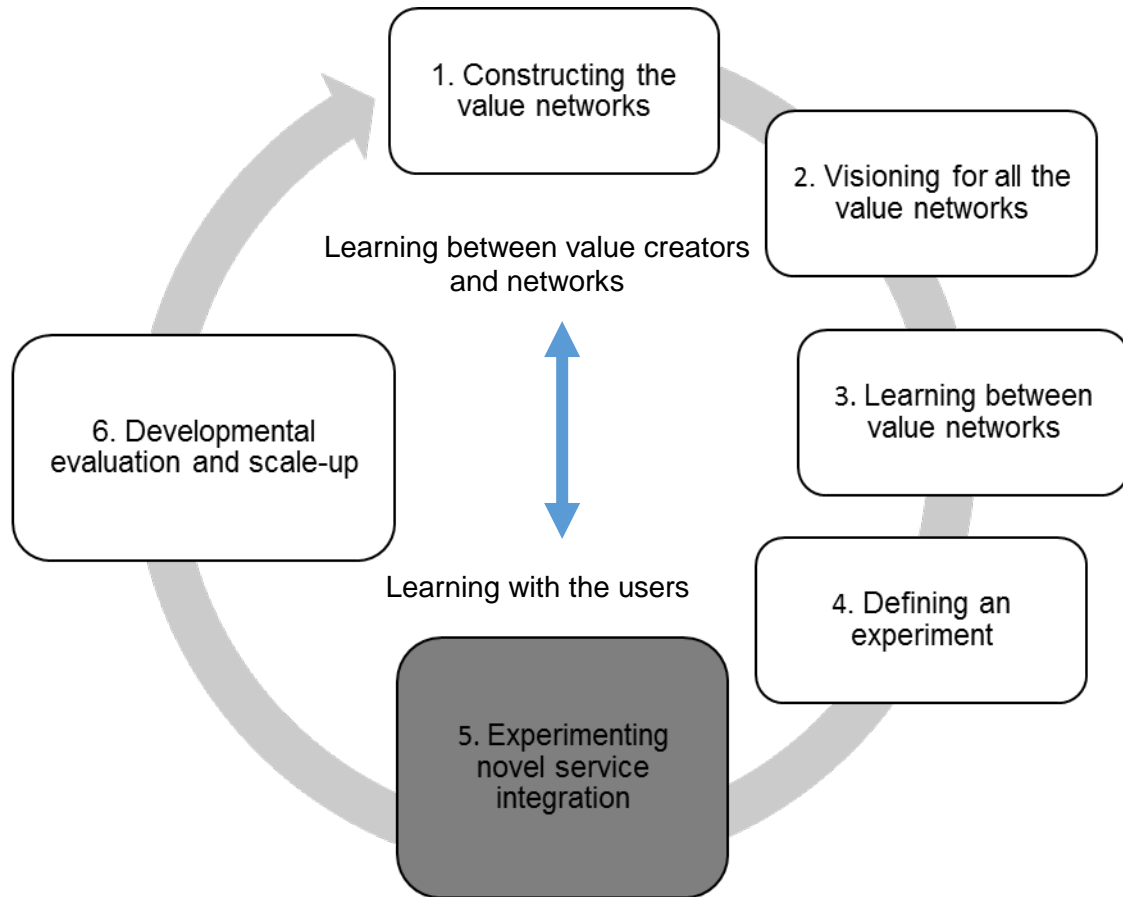 1. Constructing the
value networks
2. Visioning for all the
value networks
Learning between value creators
and networks
3. Learning between
value networks
6. Developmental
evaluation and scale-up
Learning with the users
4. Defining an
experiment
5. Experimenting
novel service
integration